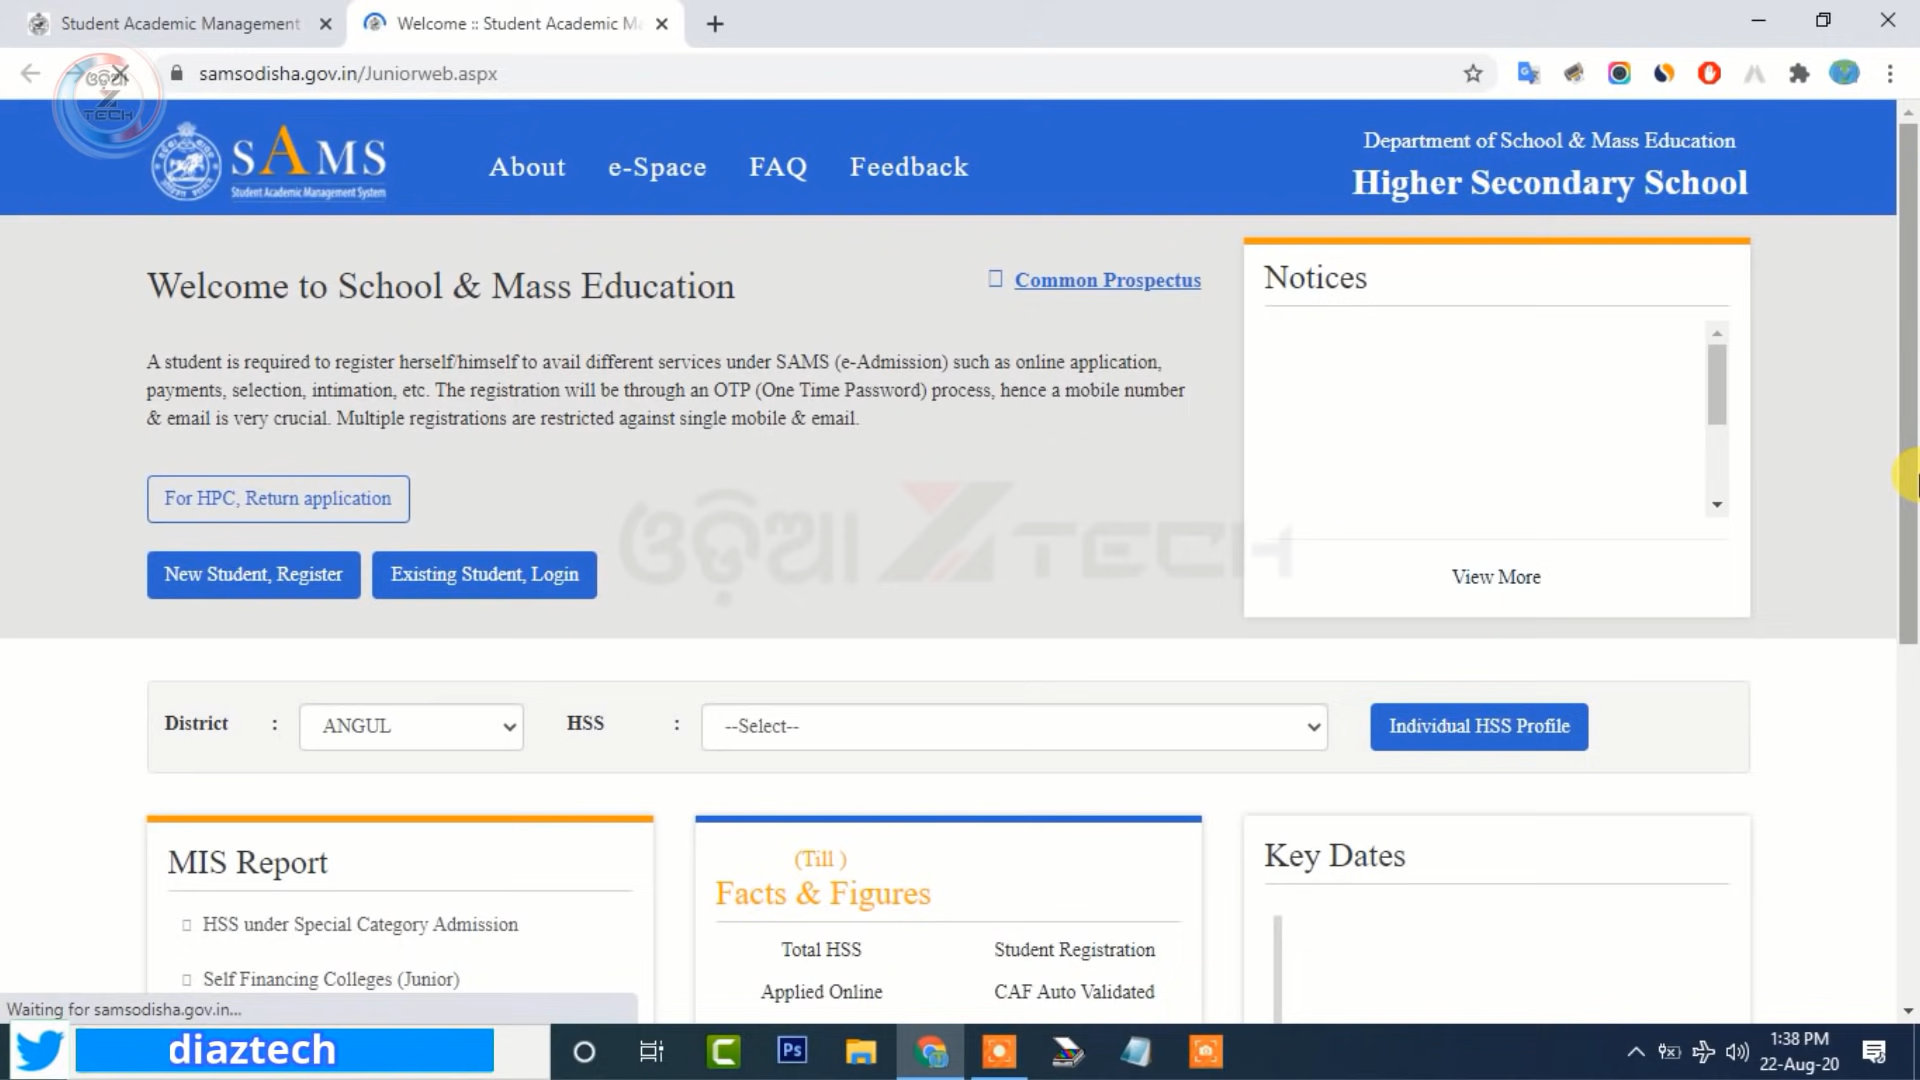 Student Academic Management
Welcome :: Student Academic Ma
samsodisha.gov.in/Juniorweb.aspx
ଓଡ଼ିଆ
Z
TECH
SAMS
Student Academic Management System
About e-Space FAQ Feedback
Department of School & Mass Education
Higher Secondary School
Welcome to School & Mass Education
Common Prospectus
A student is required to register herself/himself to avail different services under SAMS (e-Admission) such as online application,
payments, selection, intimation, etc. The registration will be through an OTP (One Time Password) process, hence a mobile number
& email is very crucial. Multiple registrations are restricted against single mobile & email.
For HPC, Return application
New Student, Register
Existing Student, Login
Notices
View More
ଓଡ଼ିଆ Z TECH
District : ANGUL HSS : --Select-- Individual HSS Profile
MIS Report
HSS under Special Category Admission
Self Financing Colleges (Junior)
(Till )
Facts & Figures
Total HSS Student Registration
Applied Online CAF Auto Validated
Key Dates
Waiting for samsodisha.gov.in...
diaztech
Ps
1:38 PM
22-Aug-20